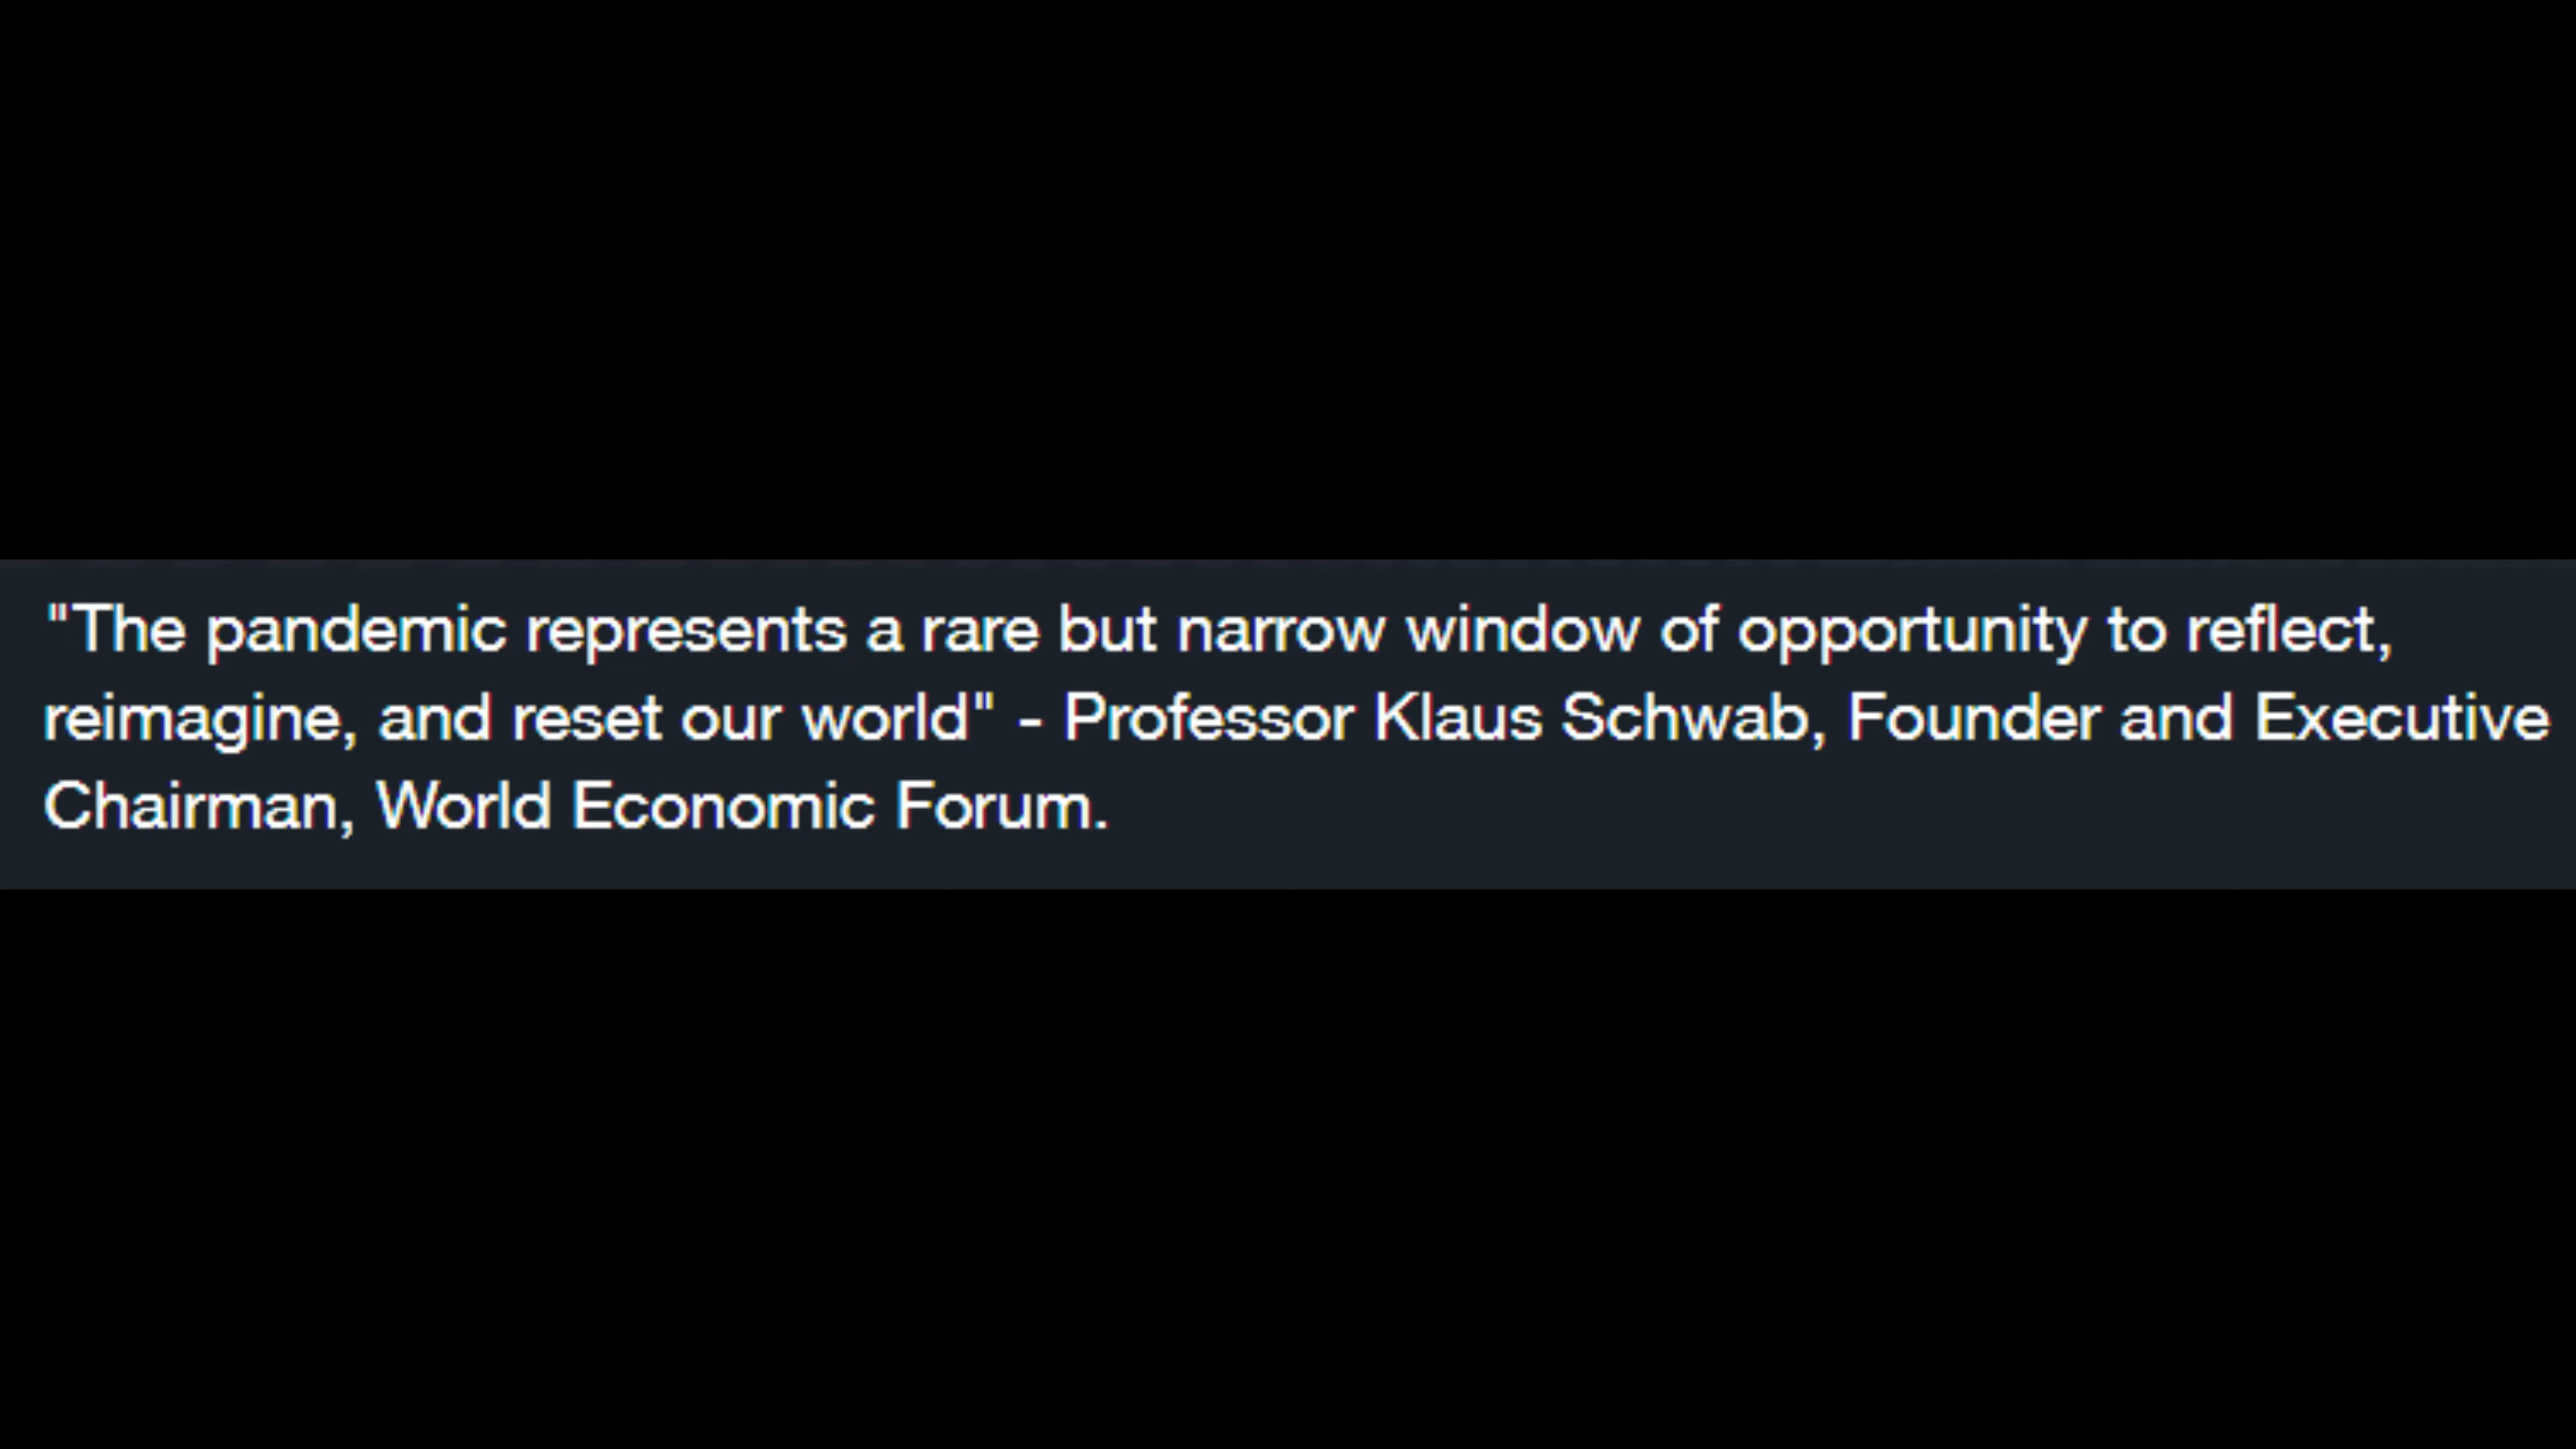 "The pandemic represents a rare but narrow window of opportunity to reflect,
reimagine, and reset our world" - Professor Klaus Schwab, Founder and Executive
Chairman, World Economic Forum.